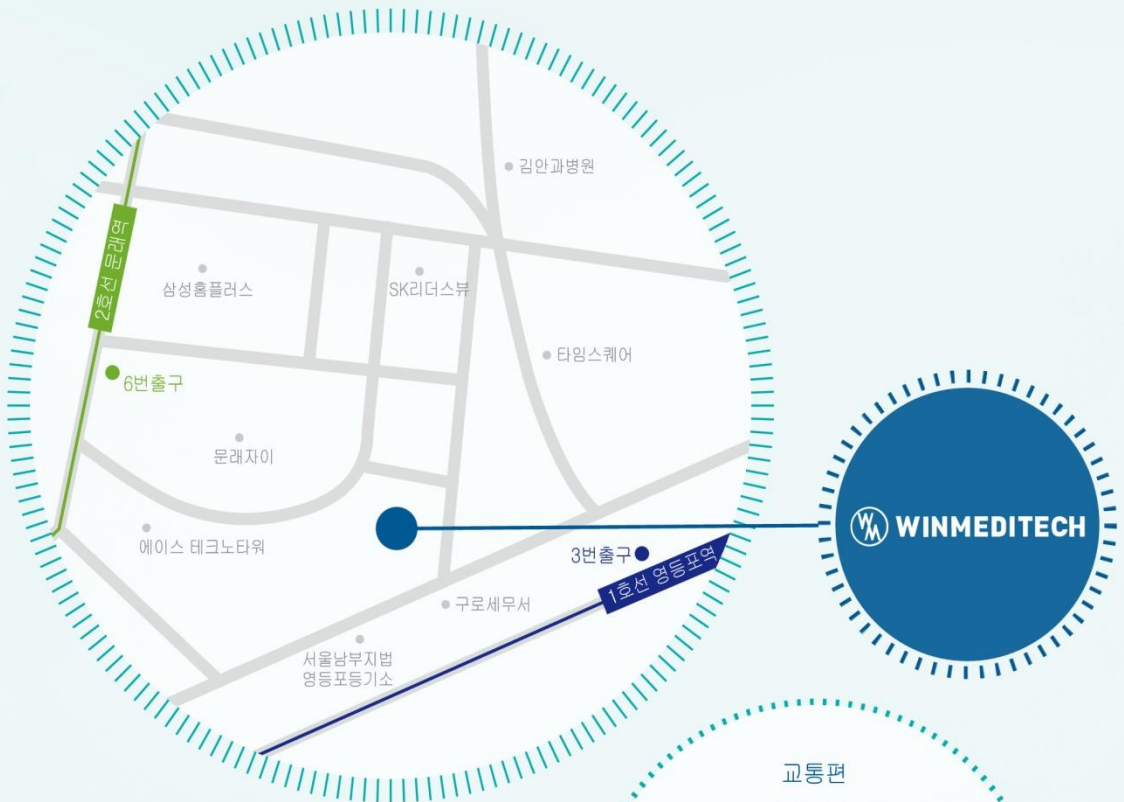 김안과병원
2호선 문래역
삼성홈플러스
SK리더스뷰
타임스퀘어
6번출구
문래자이
에이스 테크노타워
WM WINMEDITECH
3번출구
1호선 영등포역
구로세무서
서울남부지법
영등포등기소
교통편